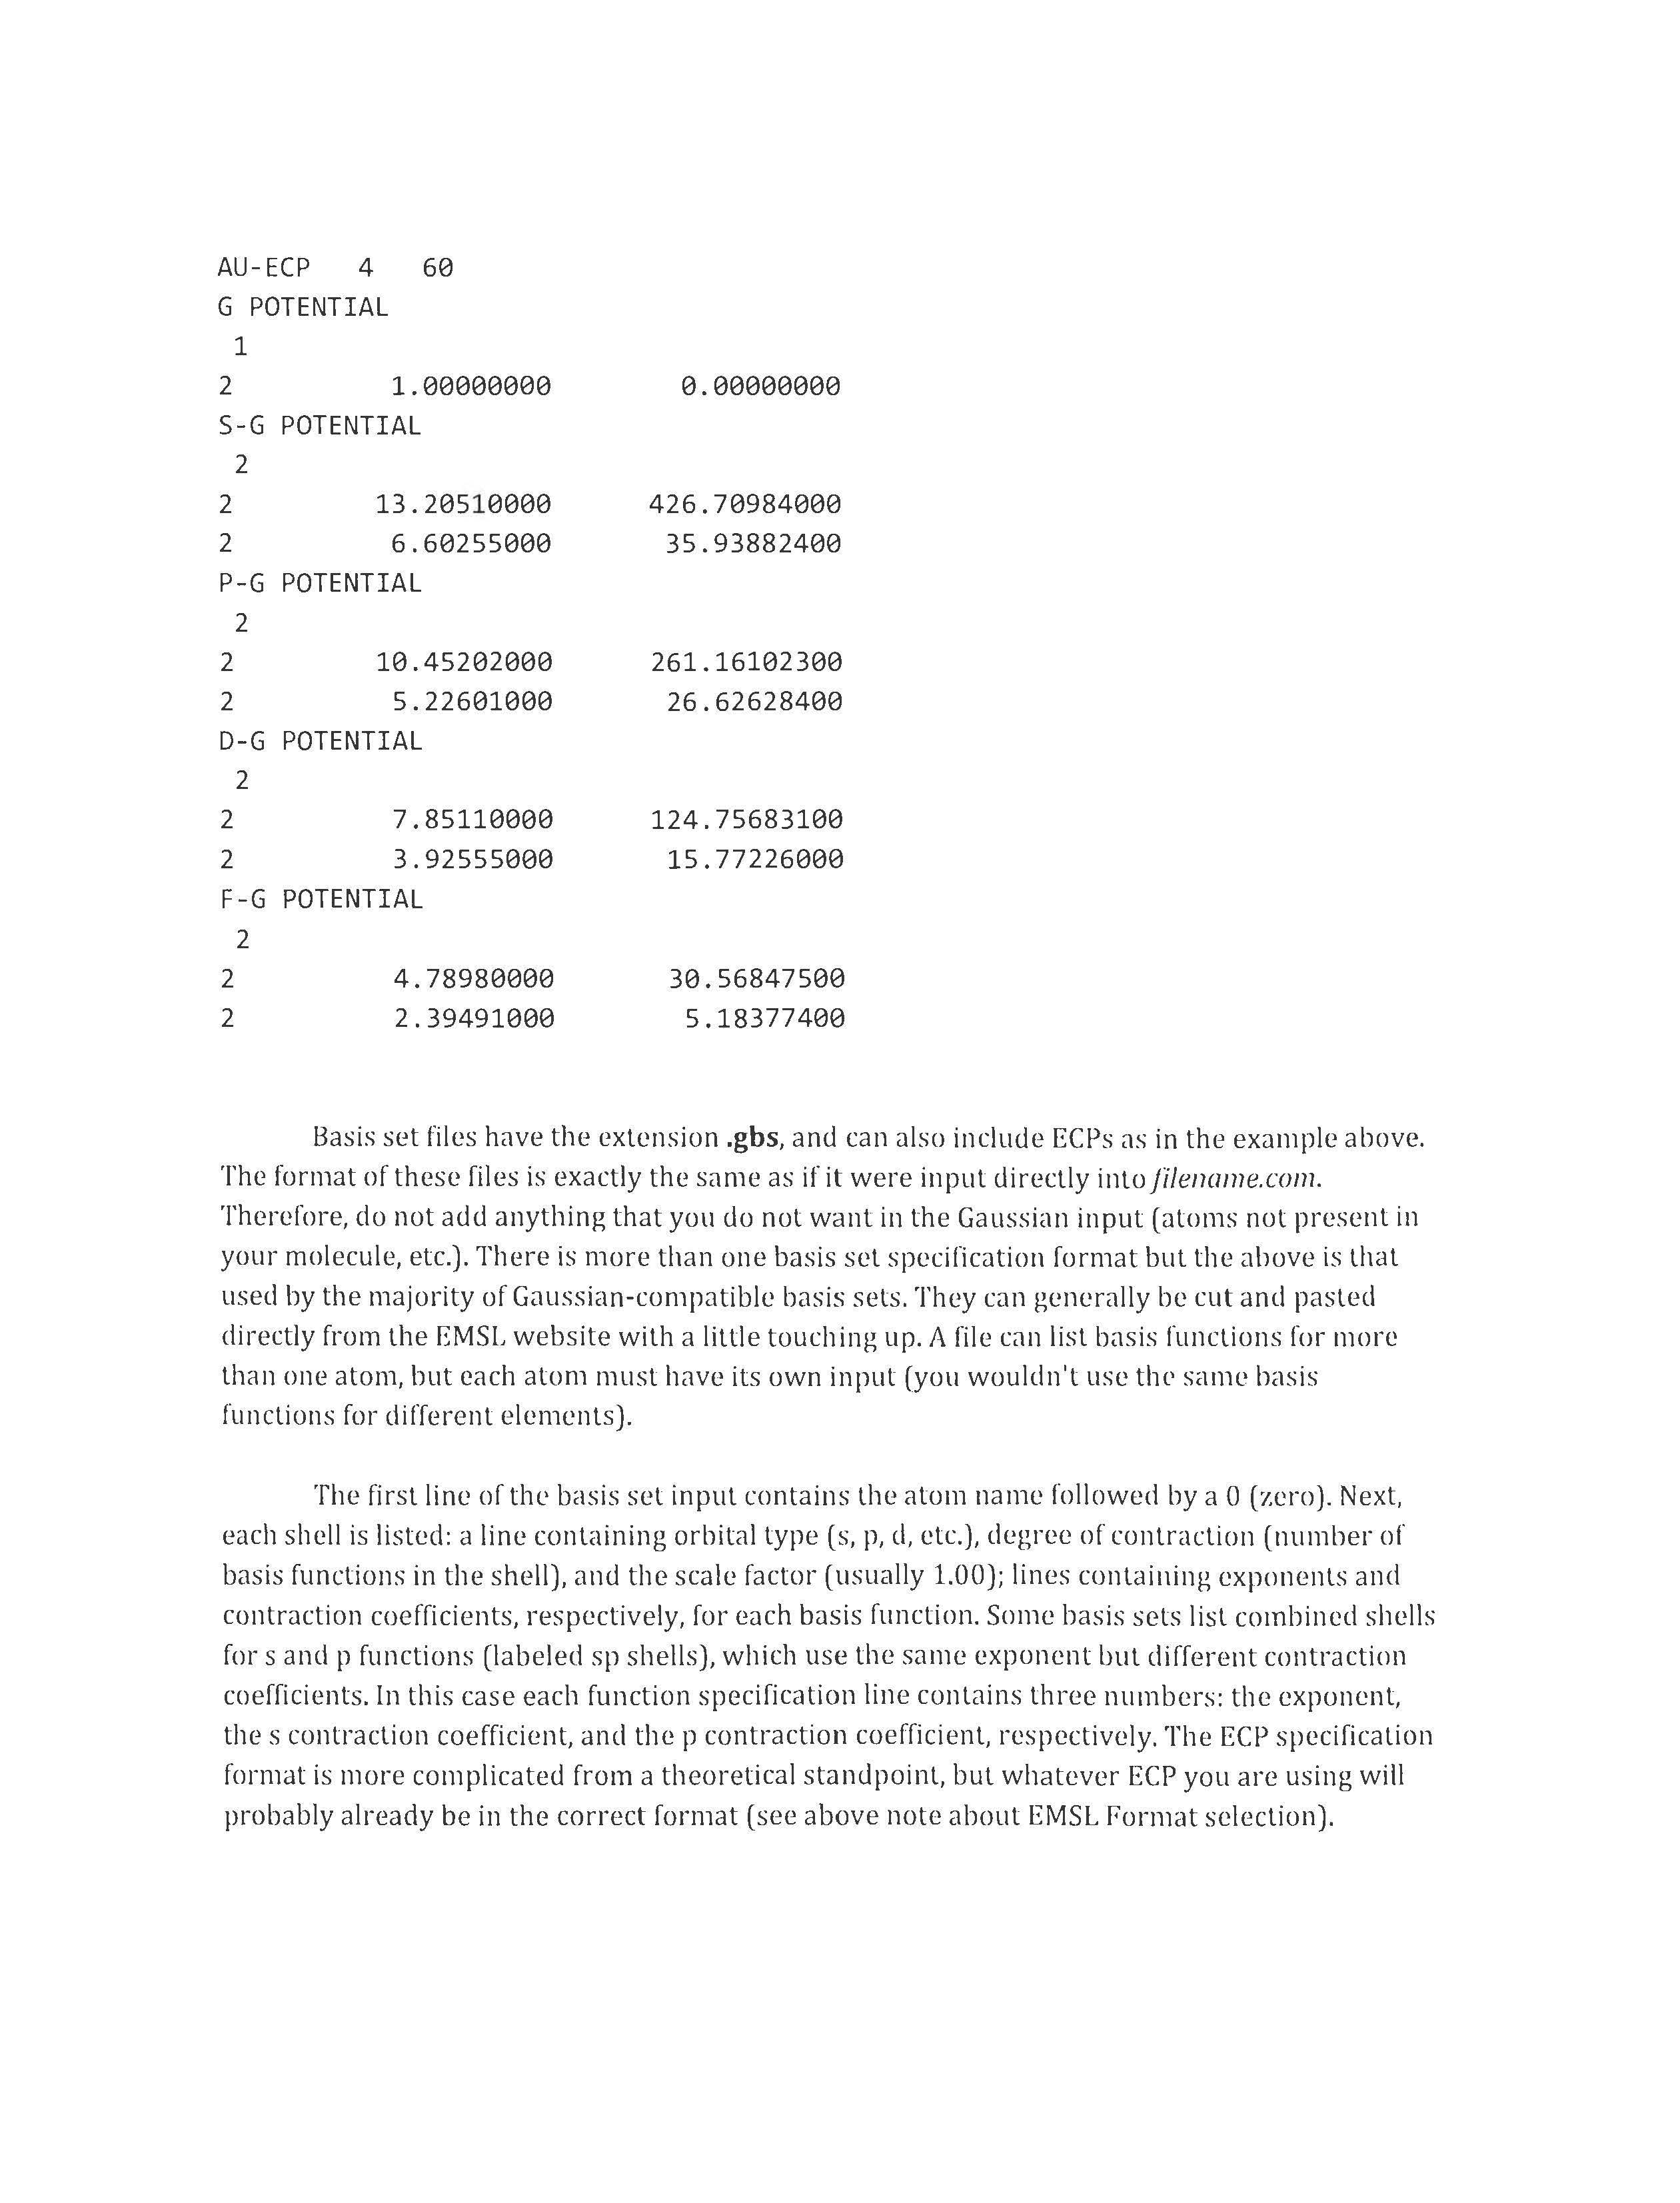 AU-ECP   4   60
G POTENTIAL
 1
2          1.00000000        0.00000000
S-G POTENTIAL
 2
2         13.20510000      426.70984000
2          6.60255000       35.93882400
P-G POTENTIAL
 2
2         10.45202000      261.16102300
2          5.22601000       26.62628400
D-G POTENTIAL
 2
2          7.85110000      124.75683100
2          3.92555000       15.77226000
F-G POTENTIAL
 2
2          4.78980000       30.56847500
2          2.39491000        5.18377400
Basis set files have the extension .gbs, and can also include ECPs as in the example above.
The format of these files is exactly the same as if it were input directly into filename.com.
Therefore, do not add anything that you do not want in the Gaussian input (atoms not present in
your molecule, etc.). There is more than one basis set specification format but the above is that
used by the majority of Gaussian-compatible basis sets. They can generally be cut and pasted
directly from the EMSL website with a little touching up. A file can list basis functions for more
than one atom, but each atom must have its own input (you wouldn't use the same basis
functions for different elements).
The first line of the basis set input contains the atom name followed by a 0 (zero). Next,
each shell is listed: a line containing orbital type (s, p, d, etc.), degree of contraction (number of
basis functions in the shell), and the scale factor (usually 1.00); lines containing exponents and
contraction coefficients, respectively, for each basis function. Some basis sets list combined shells
for s and p functions (labeled sp shells), which use the same exponent but different contraction
coefficients. In this case each function specification line contains three numbers: the exponent,
the s contraction coefficient, and the p contraction coefficient, respectively. The ECP specification
format is more complicated from a theoretical standpoint, but whatever ECP you are using will
probably already be in the correct format (see above note about EMSL Format selection).